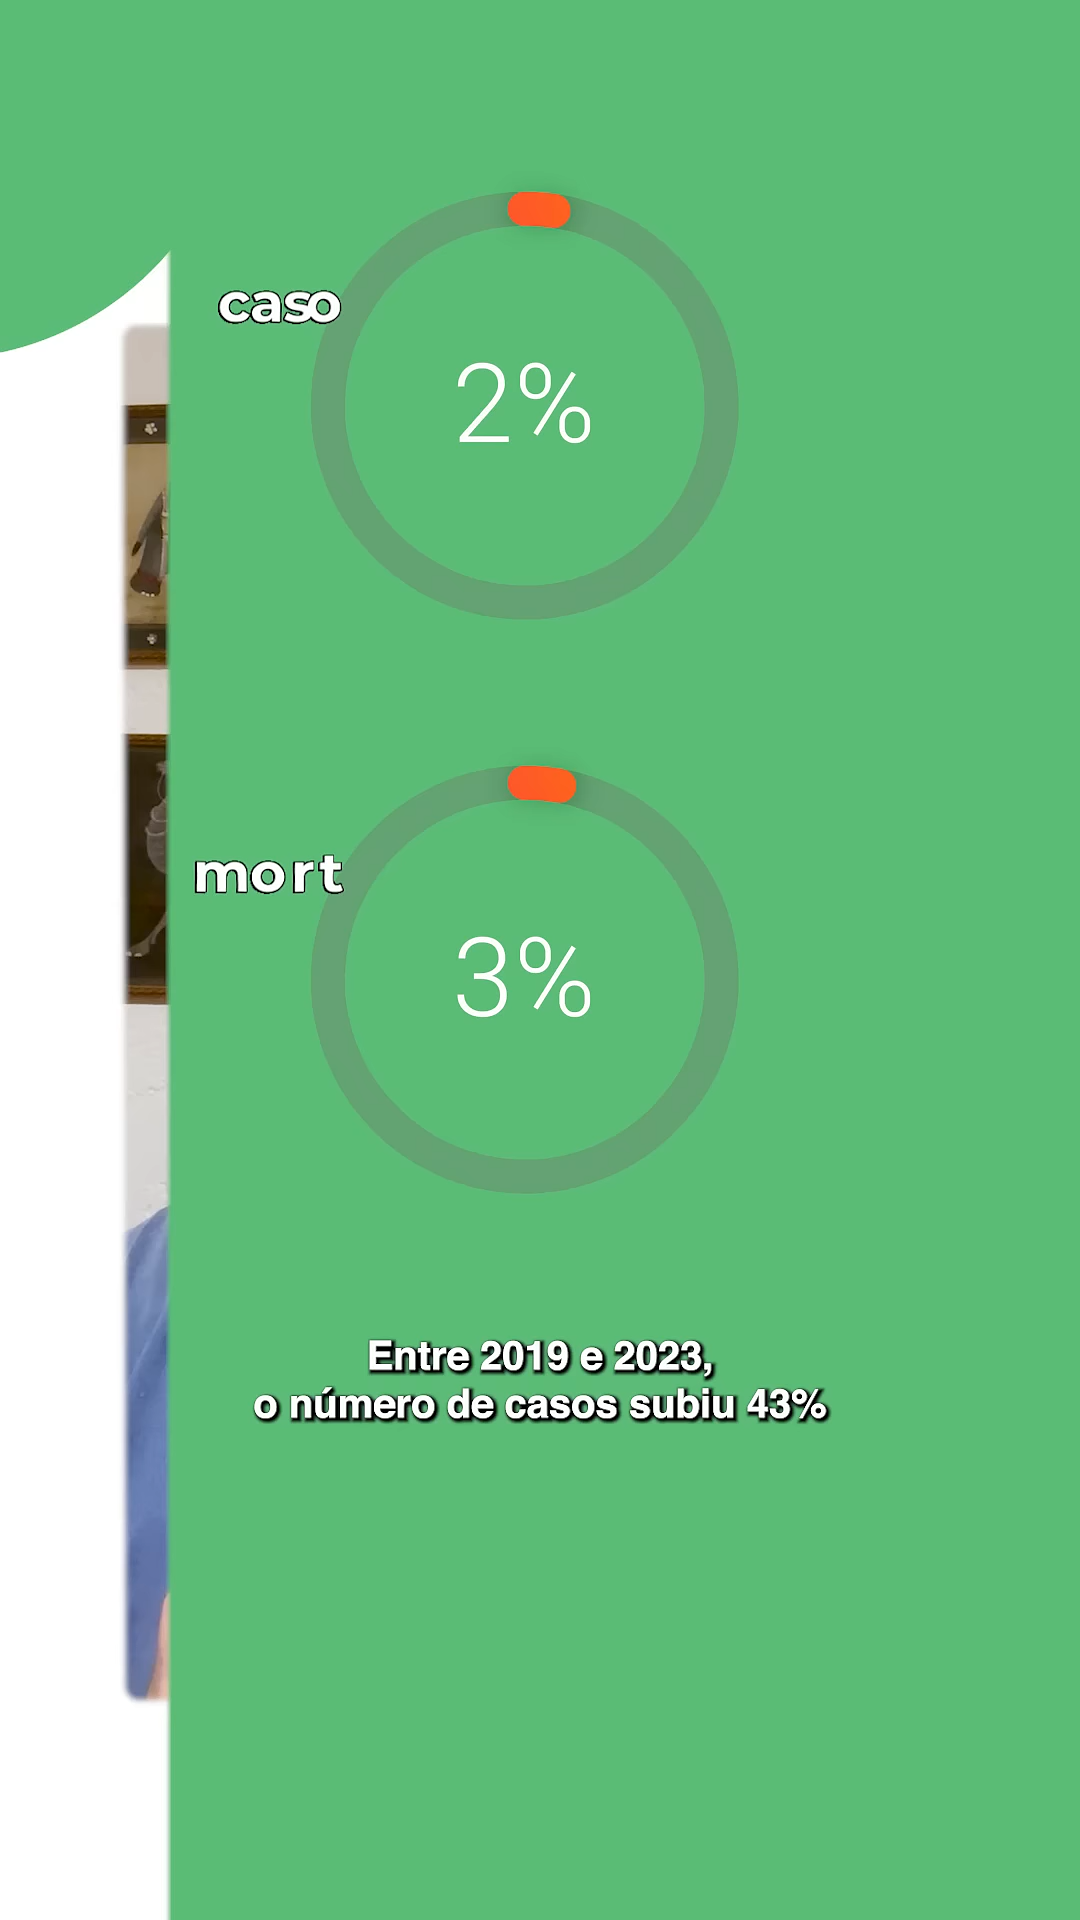 caso
2%
mort
3%
Entre 2019 e 2023,
o número de casos subiu 43%